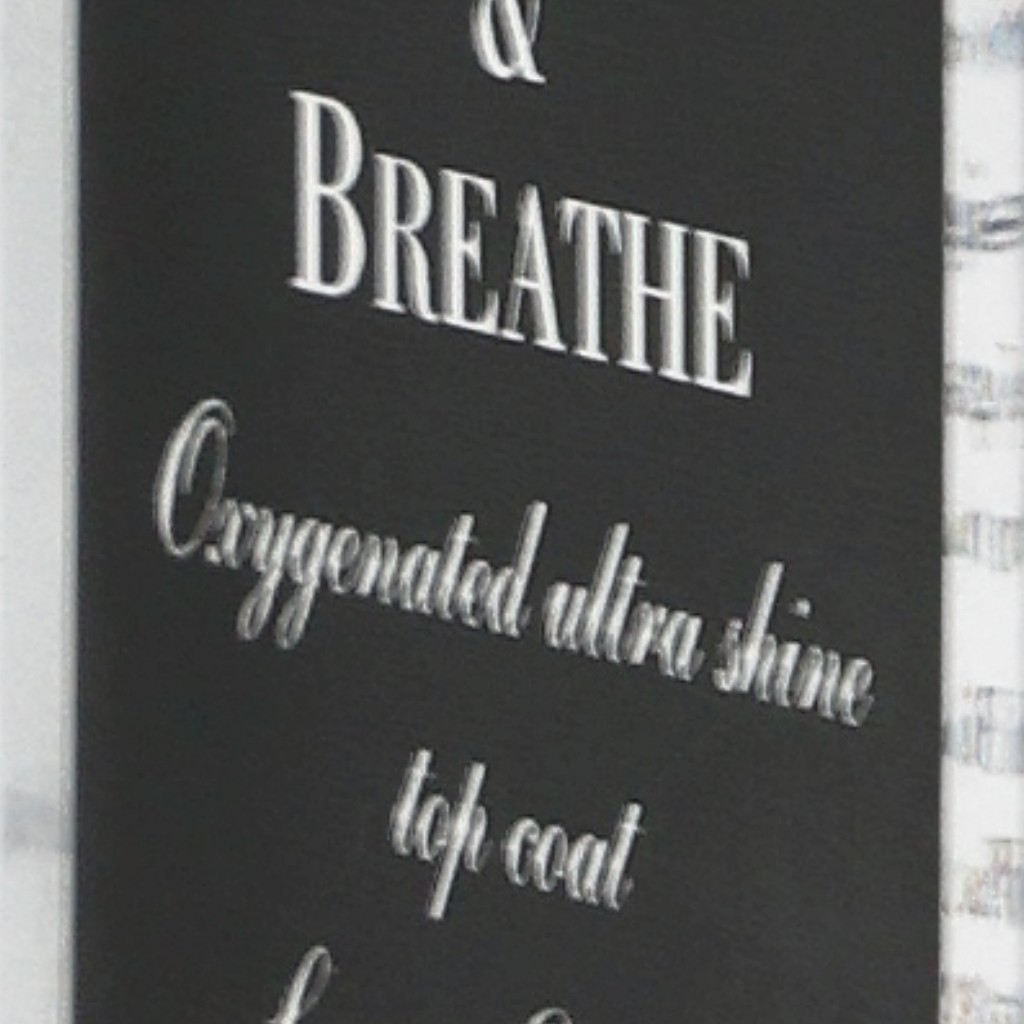 &
BREATHE
Oxygenated ultra shine
top coat